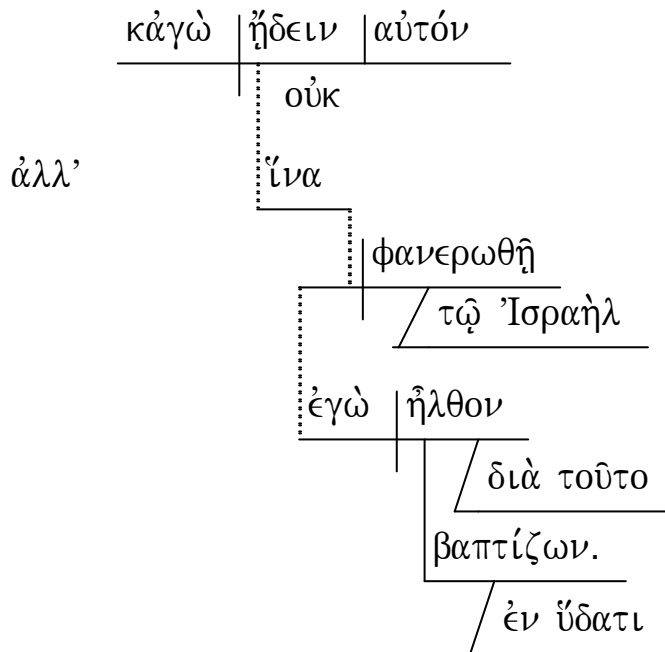 κἀγὼ ᾔδειν αὐτόν
οὐκ
ἀλλ’ ἵνα
φανερωθῇ
τῷ Ἰσραὴλ
ἐγὼ ἦλθον
διὰ τοῦτο
βαπτίζων.
ἐν ὕδατι